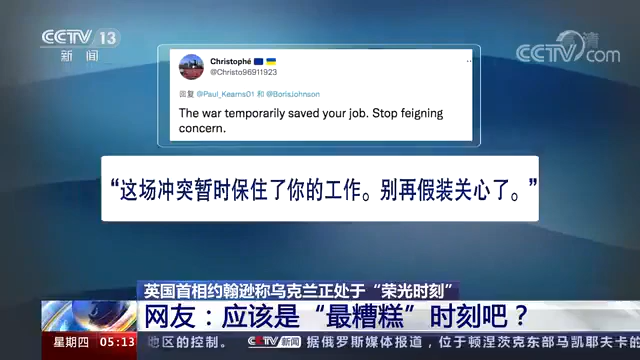 CCTV 13
新闻
CCTV.com
Christophé
@Christo96911923
回复 @Paul_Kearns01 和 @BorisJohnson
The war temporarily saved your job. Stop feigning
concern.
“这场冲突暂时保住了你的工作。别再假装关心了。”
英国首相约翰逊称乌克兰正处于“荣光时刻”
网友：应该是“最糟糕”时刻吧？
星期四 05:13 地区的控制。 CCTV新闻 据俄罗斯媒体报道，位于顿涅茨克东部马凯耶夫卡的